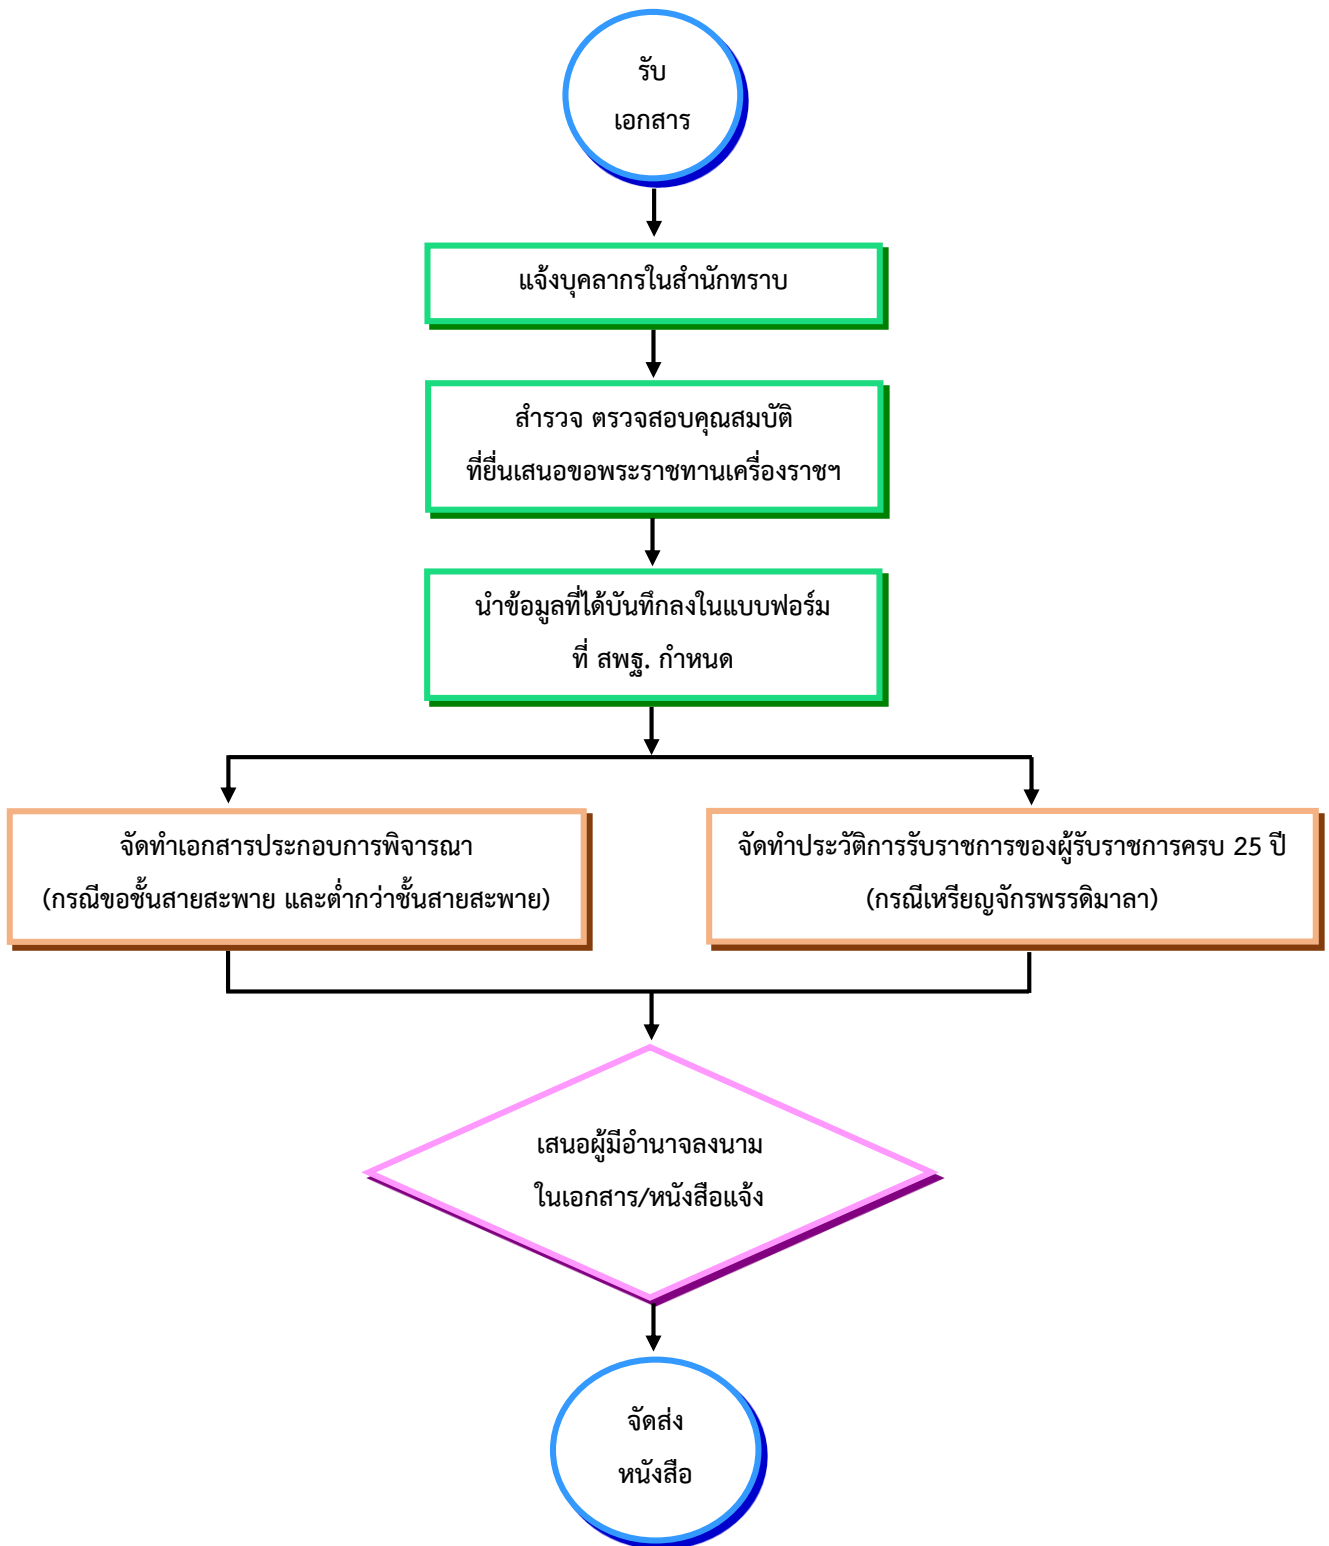 รับ
เอกสาร
แจ้งบุคลากรในสำนักทราบ
สำรวจ ตรวจสอบคุณสมบัติ
ที่ยื่นเสนอขอพระราชทานเครื่องราชฯ
นำข้อมูลที่ได้บันทึกลงในแบบฟอร์ม
ที่ สพฐ. กำหนด
จัดทำเอกสารประกอบการพิจารณา
(กรณีขอชั้นสายสะพาย และต่ำกว่าชั้นสายสะพาย)
จัดทำประวัติการรับราชการของผู้รับราชการครบ 25 ปี
(กรณีเหรียญจักรพรรดิมาลา)
เสนอผู้มีอำนาจลงนาม
ในเอกสาร/หนังสือแจ้ง
จัดส่ง
หนังสือ